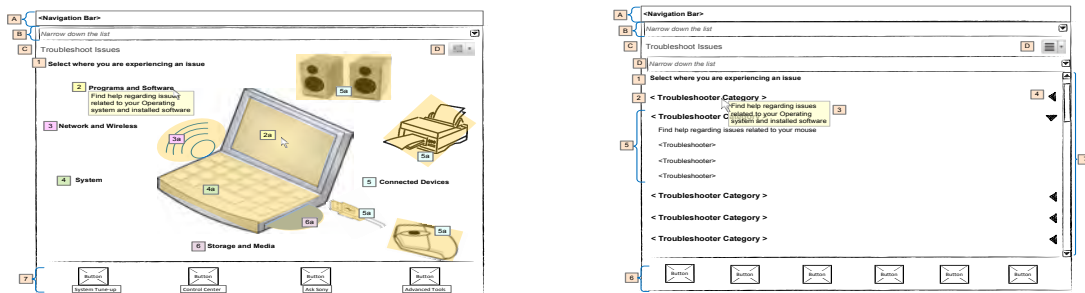 A
<Navigation Bar>
B
Narrow down the list
C
Troubleshoot Issues
D
1
Select where you are experiencing an issue
2
Programs and Software
Find help regarding issues
related to your Operating
system and installed software
5a
3
Network and Wireless
3a
2a
5a
4
System
4a
5
Connected Devices
5a
6a
5a
6
Storage and Media
7
Button
Button
Button
Button
System Tune-up
Control Center
Ask Sony
Advanced Tools
A
<Navigation Bar>
B
Narrow down the list
C
Troubleshoot Issues
D
D
Narrow down the list
1
Select where you are experiencing an issue
2
< Troubleshooter Category >
4
Find help regarding issues
related to your Operating
system and installed software
3
< Troubleshooter
Find help regarding issues related to your mouse
5
<Troubleshooter>
<Troubleshooter>
<Troubleshooter>
< Troubleshooter Category >
< Troubleshooter Category >
< Troubleshooter Category >
6
Button
Button
Button
Button
Button
Button